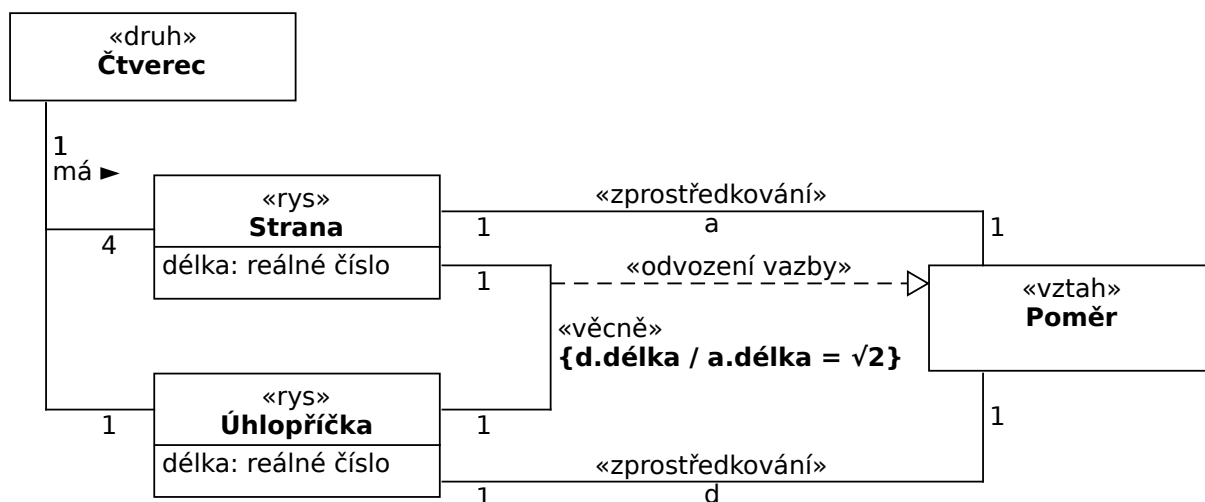 «druh»
Čtverec
1
má ►
«rys»
Strana
délka: reálné číslo
4
1
«zprostředkování»
a
1
1
«odvození vazby»
«vztah»
Poměr
«věcně»
{d.délka / a.délka = √2}
«rys»
Úhlopříčka
délka: reálné číslo
1
1
1
«zprostředkování»
d
1